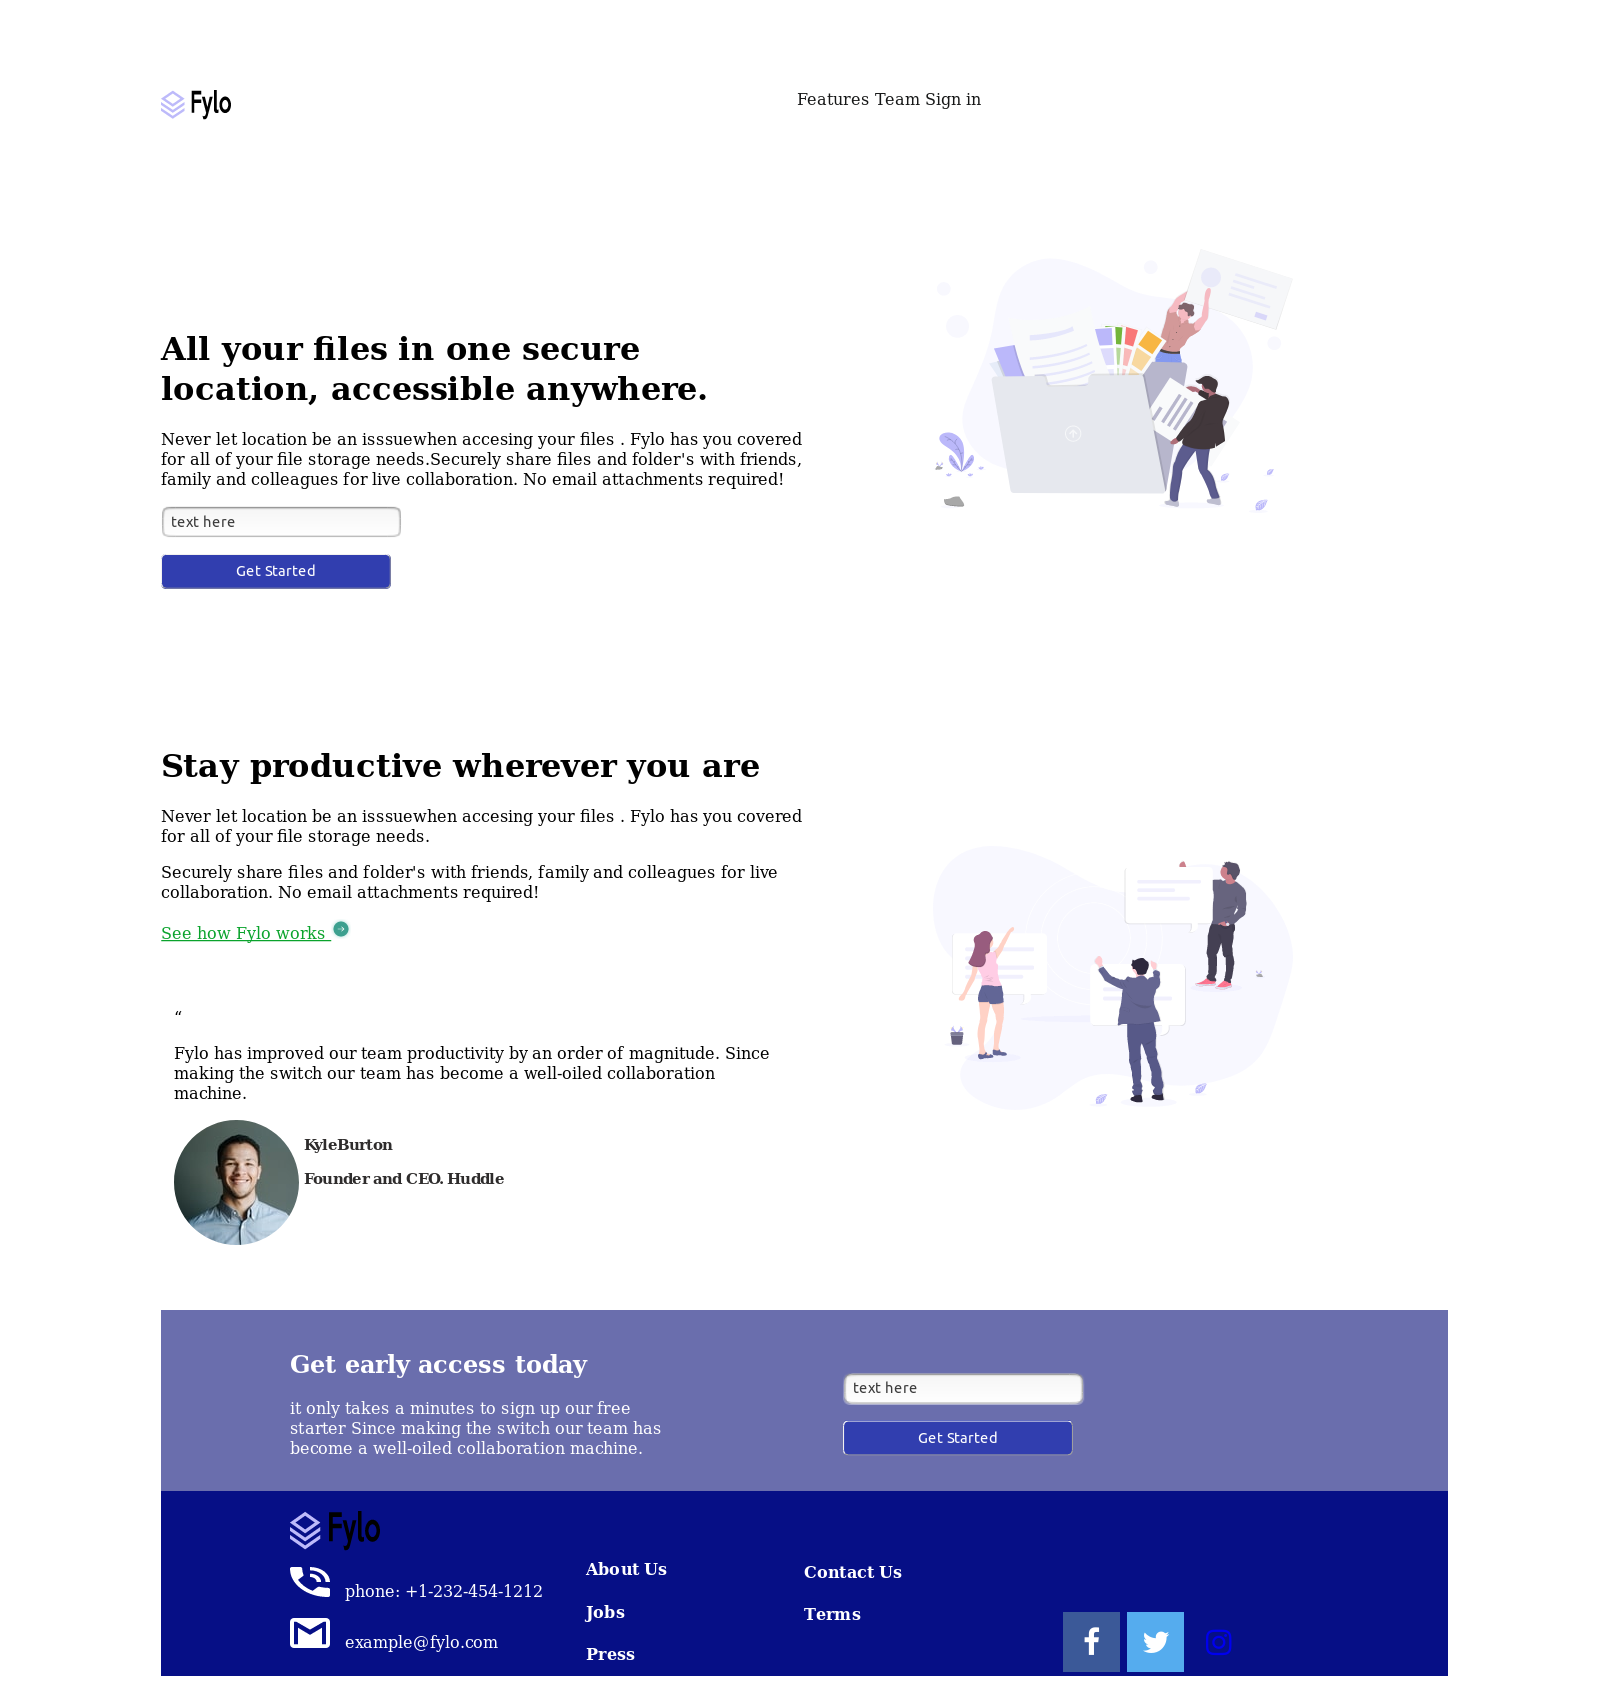 Fylo
Features Team Sign in
All your files in one secure
location, accessible anywhere.
Never let location be an isssuewhen accesing your files . Fylo has you covered
for all of your file storage needs.Securely share files and folder's with friends,
family and colleagues for live collaboration. No email attachments required!
text here
Get Started
Stay productive wherever you are
Never let location be an isssuewhen accesing your files . Fylo has you covered
for all of your file storage needs.
Securely share files and folder's with friends, family and colleagues for live
collaboration. No email attachments required!
See how Fylo works
“
Fylo has improved our team productivity by an order of magnitude. Since
making the switch our team has become a well-oiled collaboration
machine.
KyleBurton
Founder and CEO. Huddle
Get early access today
it only takes a minutes to sign up our free
starter Since making the switch our team has
become a well-oiled collaboration machine.
text here
Get Started
Fylo
phone: +1-232-454-1212
example@fylo.com
About Us
Jobs
Press
Contact Us
Terms